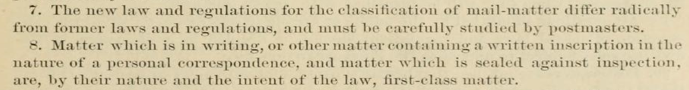 7. The new law and regulations for the classification of mail-matter differ radically
from former laws and regulations, and must be carefully studied by postmasters.
8. Matter which is in writing, or other matter containing a written inscription in the
nature of a personal correspondence, and matter which is sealed against inspection,
are, by their nature and the intent of the law, first-class matter.